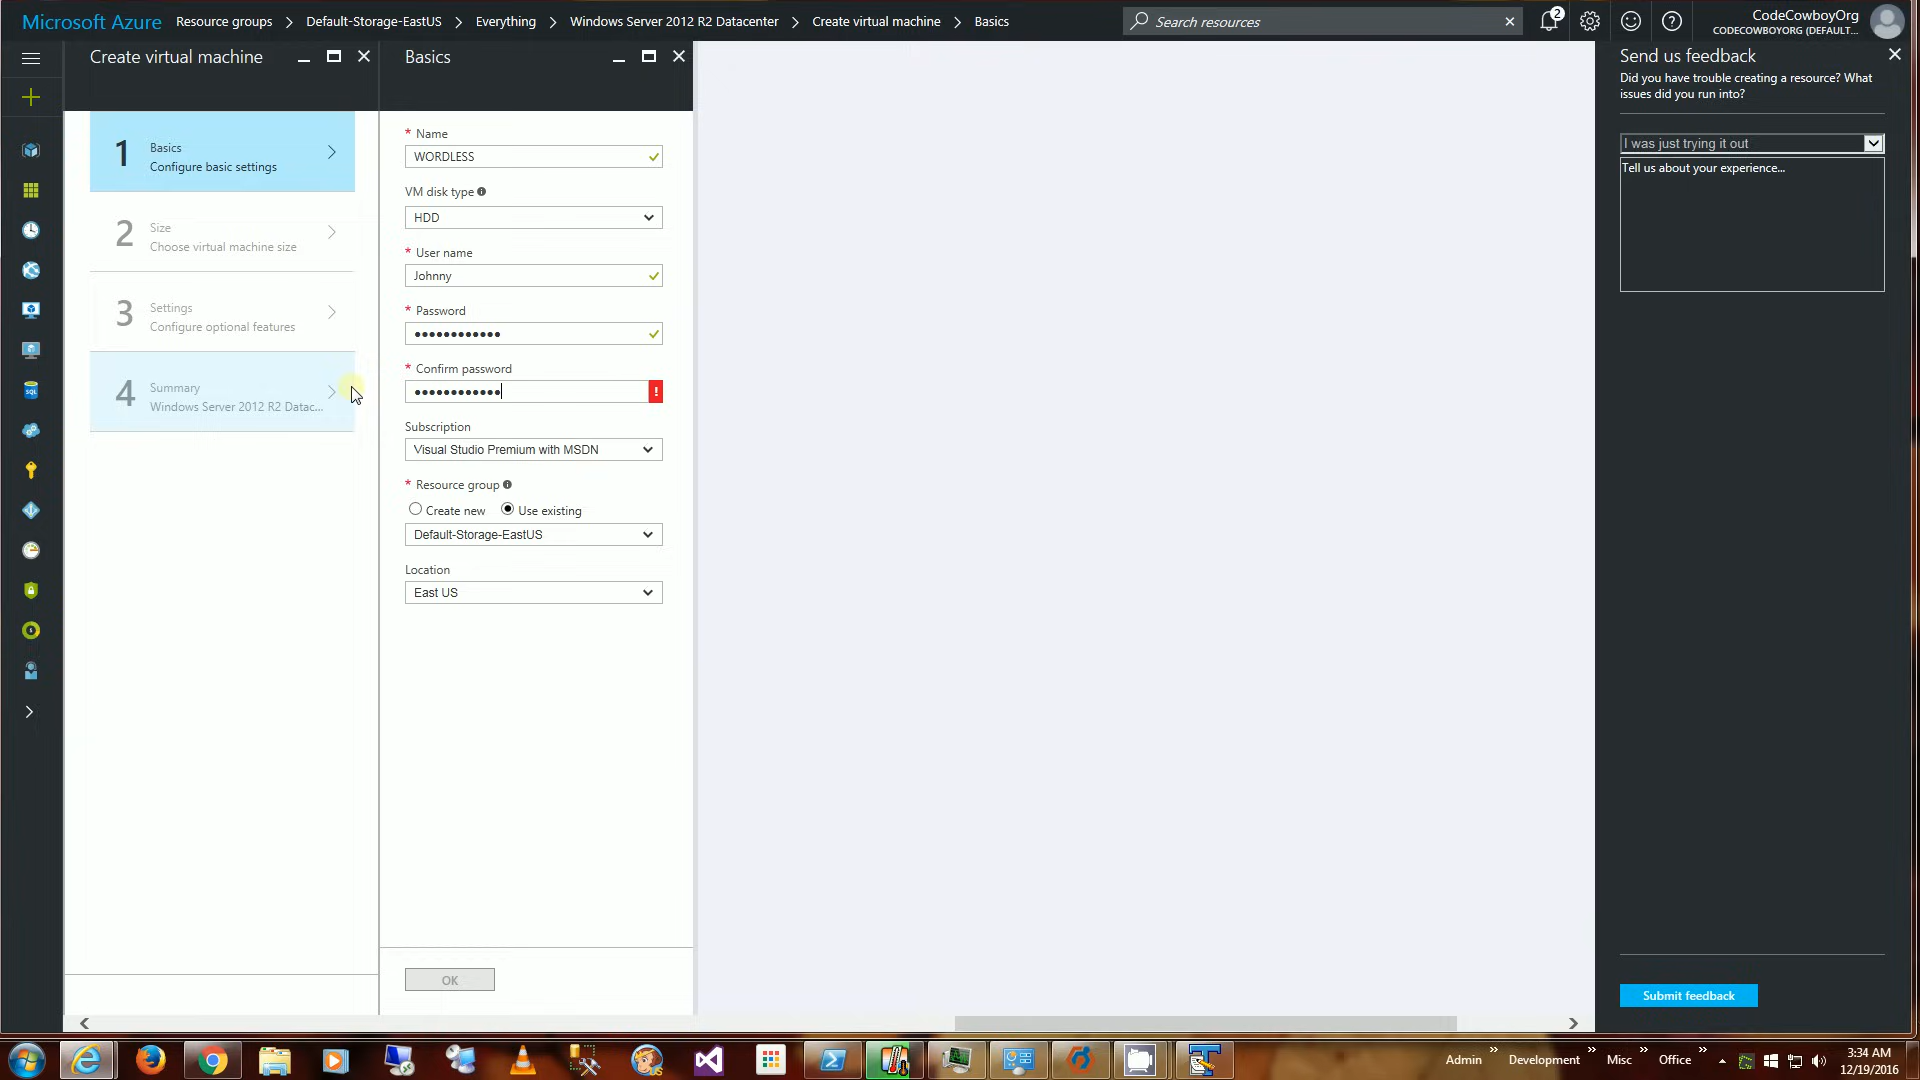 Microsoft Azure Resource groups > Default-Storage-EastUS > Everything > Windows Server 2012 R2 Datacenter > Create virtual machine > Basics
Search resources
2
CodeCowboyOrg
CODECOWBOYORG (DEFAULT...
Create virtual machine
1
Basics
Configure basic settings
2
Size
Choose virtual machine size
3
Settings
Configure optional features
4
Summary
Windows Server 2012 R2 Datac...
Basics
* Name
WORDLESS
VM disk type
HDD
* User name
Johnny
* Password
••••••••••••
* Confirm password
••••••••••••
!
Subscription
Visual Studio Premium with MSDN
* Resource group
Create new Use existing
Default-Storage-EastUS
Location
East US
OK
Send us feedback
Did you have trouble creating a resource? What
issues did you run into?
I was just trying it out
Tell us about your experience...
Submit feedback
SQL
Admin » Development » Misc » Office »
3:34 AM
12/19/2016